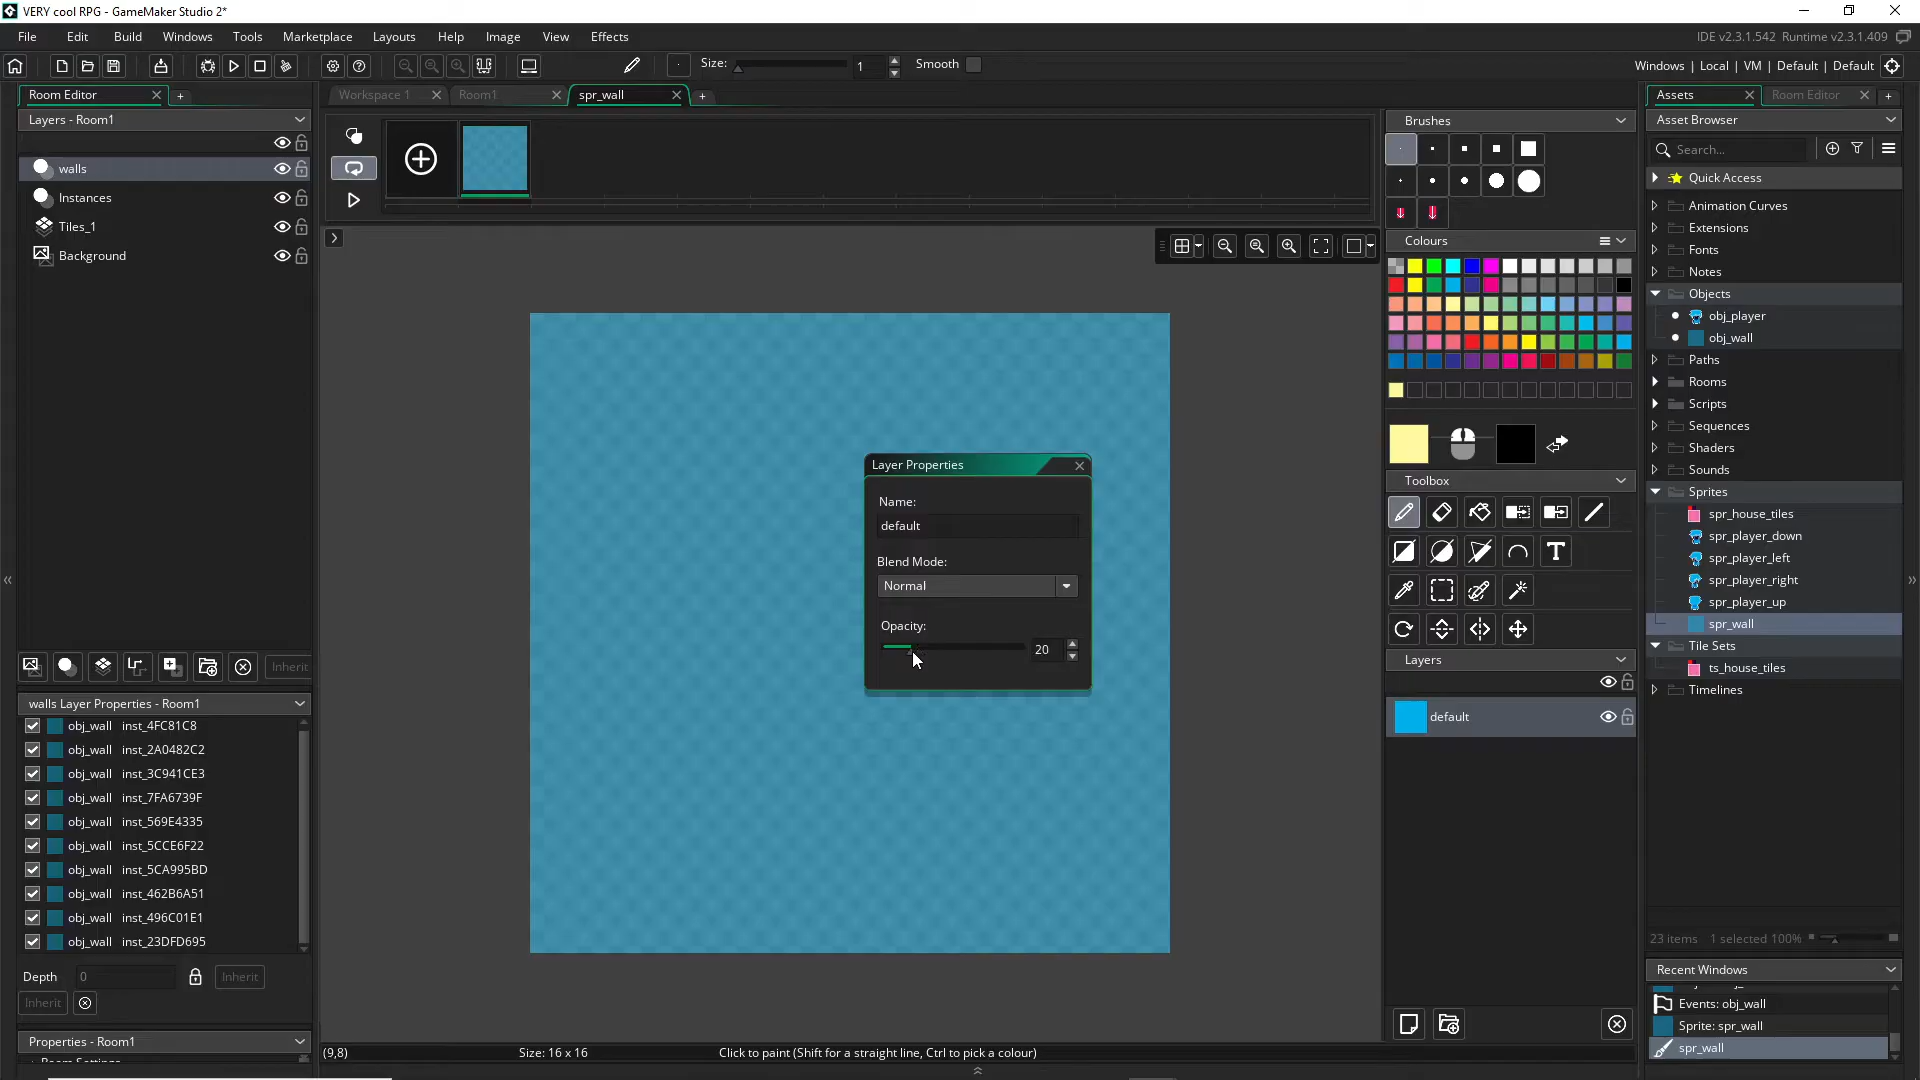 VERY cool RPG - GameMaker Studio 2*
File Edit Build Windows Tools Marketplace Layouts Help Image View Effects
IDE v2.3.1.542 Runtime v2.3.1.409
Size: 1 Smooth
Windows | Local | VM | Default | Default
Room Editor
Workspace 1 Room1 spr_wall
Assets Room Editor
Layers - Room1
walls
Instances
Tiles_1
Background
Inherit
walls Layer Properties - Room1
obj_wall inst_4FC81C8
obj_wall inst_2A0482C2
obj_wall inst_3C941CE3
obj_wall inst_7FA6739F
obj_wall inst_569E4335
obj_wall inst_5CCE6F22
obj_wall inst_5CA995BD
obj_wall inst_462B6A51
obj_wall inst_496C01E1
obj_wall inst_23DFD695
Depth 0 Inherit
Inherit
Properties - Room1
Layer Properties
Name:
default
Blend Mode:
Normal
Opacity:
20
(9,8) Size: 16 x 16 Click to paint (Shift for a straight line, Ctrl to pick a colour)
Brushes
Colours
Toolbox
T
Layers
default
Asset Browser
Search...
Quick Access
Animation Curves
Extensions
Fonts
Notes
Objects
obj_player
obj_wall
Paths
Rooms
Scripts
Sequences
Shaders
Sounds
Sprites
spr_house_tiles
spr_player_down
spr_player_left
spr_player_right
spr_player_up
spr_wall
Tile Sets
ts_house_tiles
Timelines
23 items 1 selected 100%
Recent Windows
Events: obj_wall
Sprite: spr_wall
spr_wall